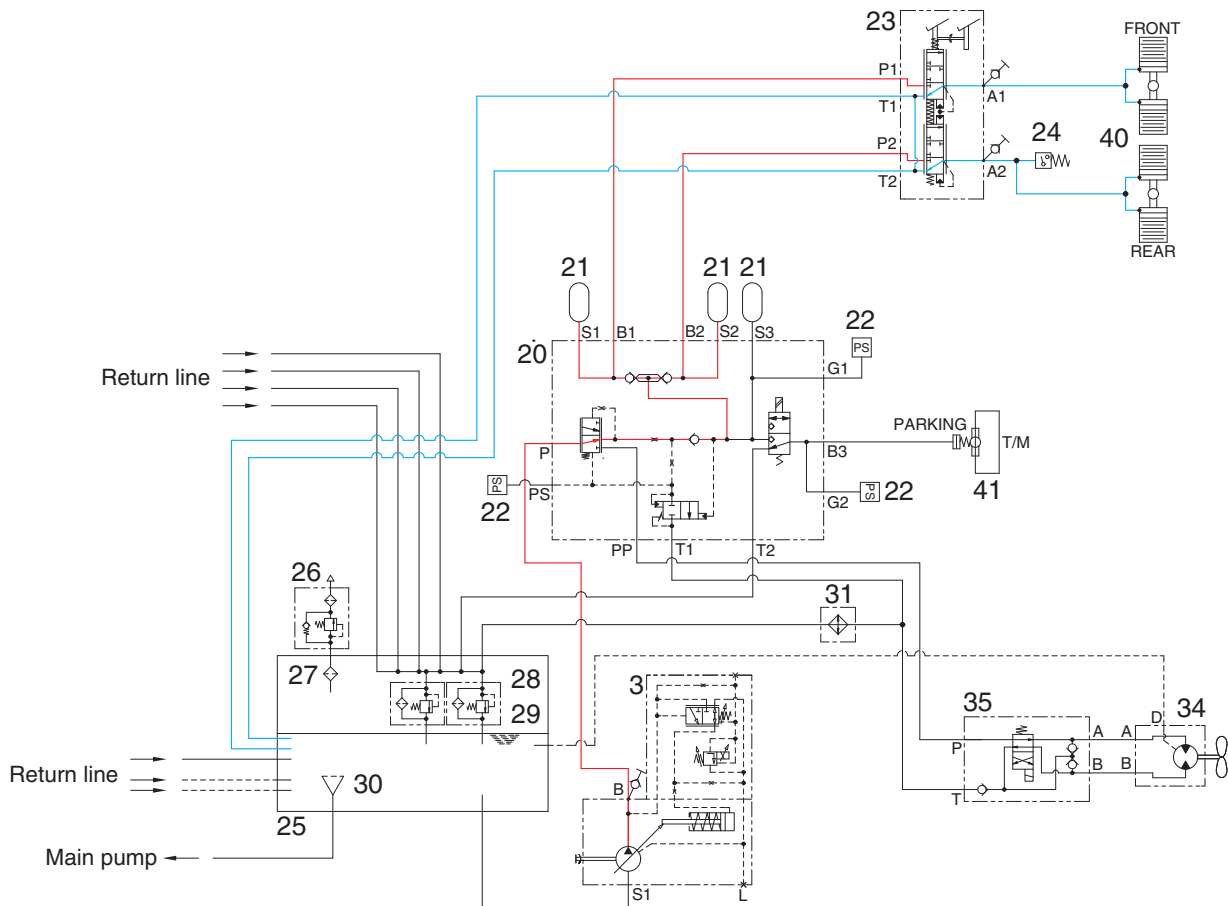 23
FRONT
P1
T1
A1
24
40
P2
T2
A2
REAR
21
21
21
S1
B1
B2
S2
S3
22
PS
20
G1
Return line
PARKING
T/M
P
B3
PS
PS
22
PS
22
G2
41
PP
T1
T2
26
31
27
28
3
29
35
34
D
P
A
A
B
B
T
Return line
30
B
25
Main pump
S1
L